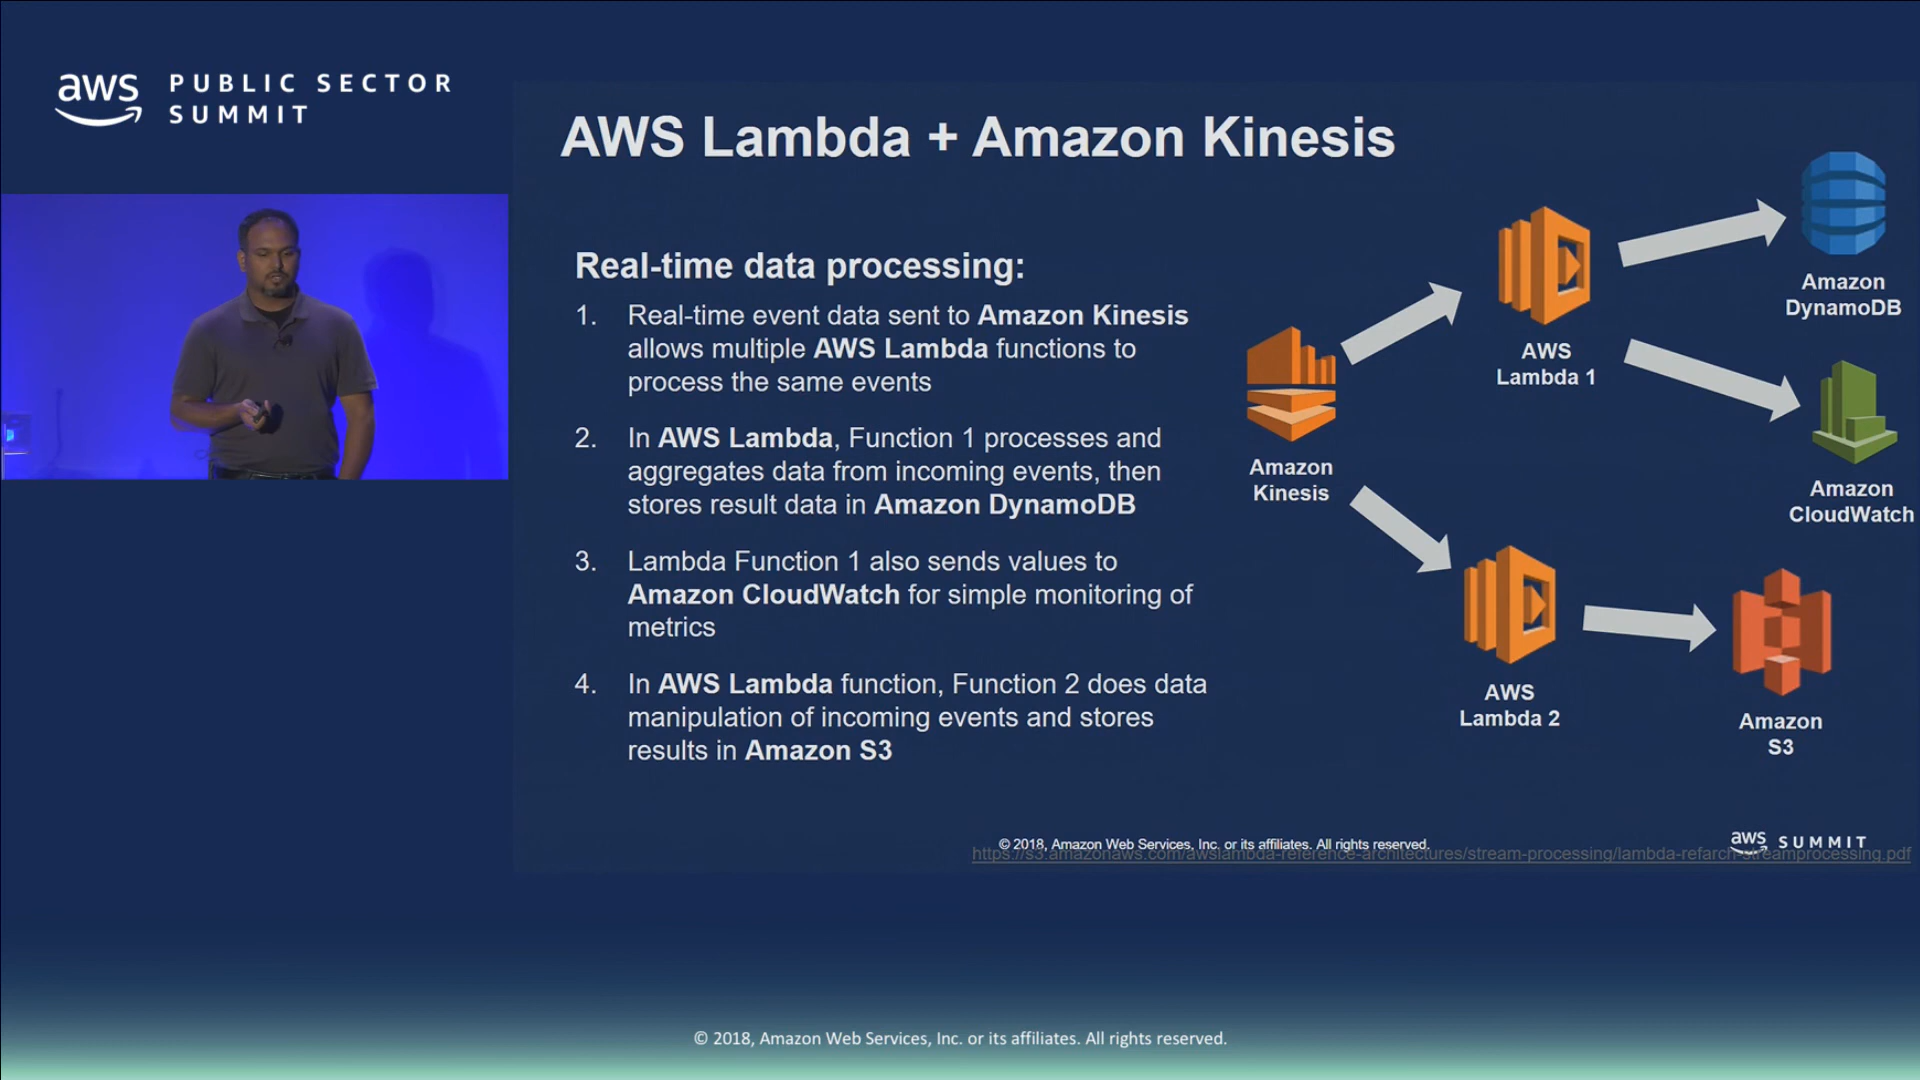 aws PUBLIC SECTOR
SUMMIT
AWS Lambda + Amazon Kinesis
Real-time data processing:
1. Real-time event data sent to Amazon Kinesis
allows multiple AWS Lambda functions to
process the same events
2. In AWS Lambda, Function 1 processes and
aggregates data from incoming events, then
stores result data in Amazon DynamoDB
3. Lambda Function 1 also sends values to
Amazon CloudWatch for simple monitoring of
metrics
4. In AWS Lambda function, Function 2 does data
manipulation of incoming events and stores
results in Amazon S3
Amazon
Kinesis
AWS
Lambda 1
Amazon
DynamoDB
Amazon
CloudWatch
AWS
Lambda 2
Amazon
S3
© 2018, Amazon Web Services, Inc. or its affiliates. All rights reserved.
aws SUMMIT
https://s3.amazonaws.com/awslambda-reference-architectures/stream-processing/lambda-refarch-streamprocessing.pdf
© 2018, Amazon Web Services, Inc. or its affiliates. All rights reserved.